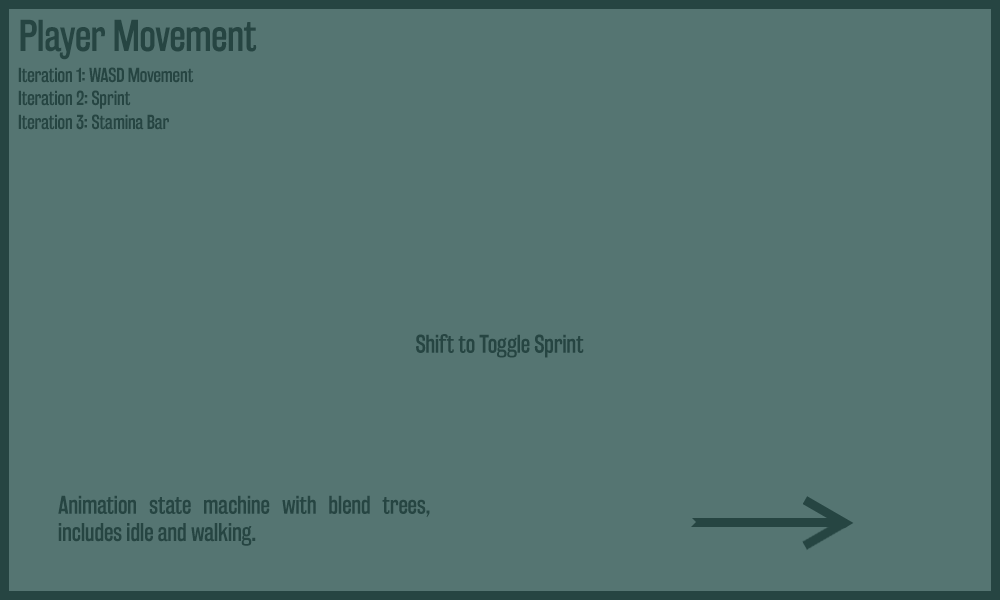 Player Movement
Iteration 1: WASD Movement
Iteration 2: Sprint
Iteration 3: Stamina Bar
Shift to Toggle Sprint
Animation state machine with blend trees,
includes idle and walking.